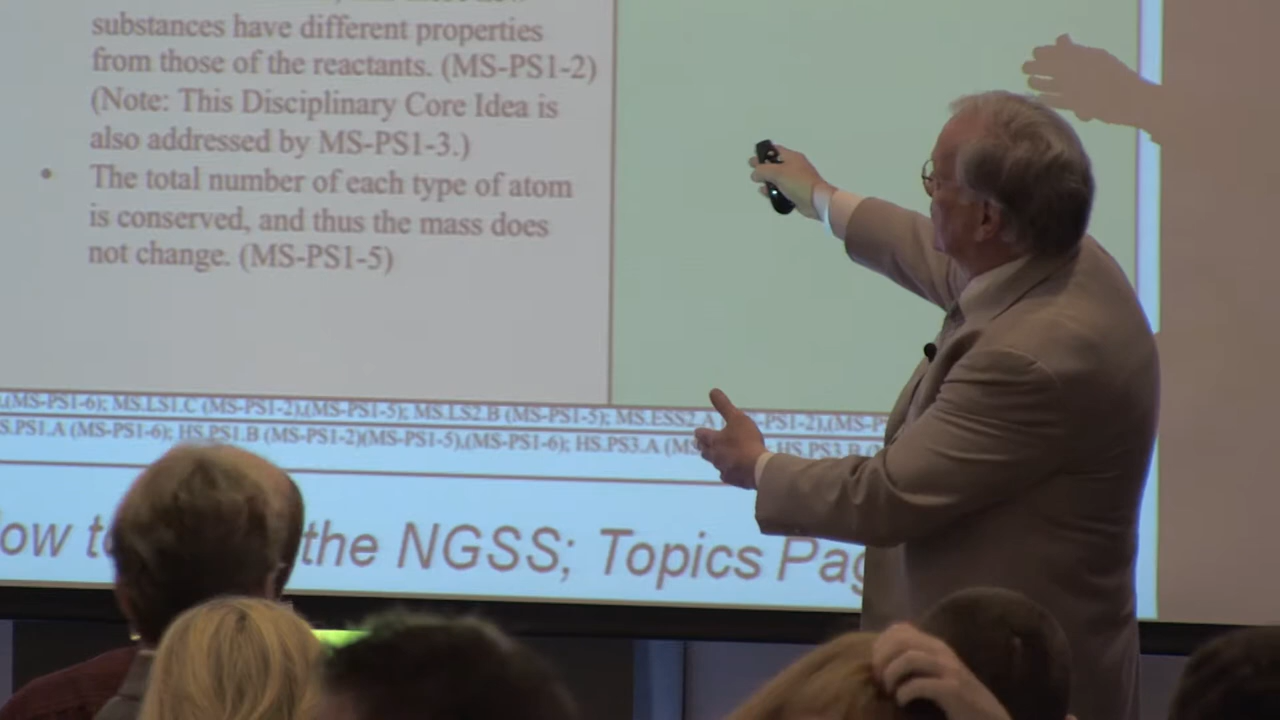 substances have different properties
from those of the reactants. (MS-PS1-2)
(Note: This Disciplinary Core Idea is
also addressed by MS-PS1-3.)
• The total number of each type of atom
is conserved, and thus the mass does
not change. (MS-PS1-5)
(MS-PS1-6); MS.LS1.C (MS-PS1-2),(MS-PS1-5); MS.LS2.B (MS-PS1-5); MS.ESS2.A -PS1-2),(MS-P
S.PS1.A (MS-PS1-6); HS.PS1.B (MS-PS1-2)(MS-PS1-5),(MS-PS1-6); HS.PS3.A (MS HS.PS3.B
ow to the NGSS; Topics Pag